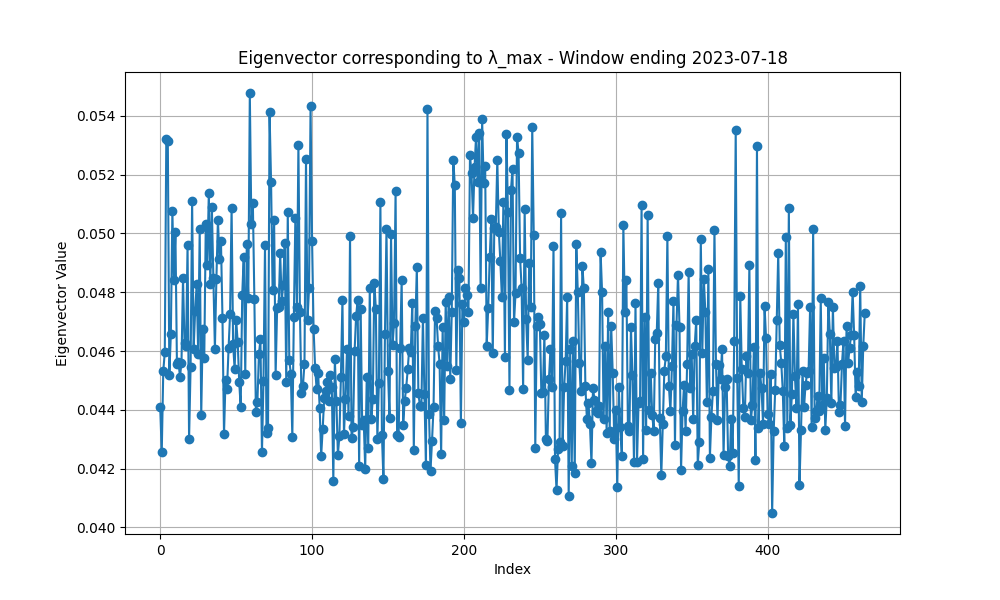 Eigenvector corresponding to λ_max - Window ending 2023-07-18
0.054
0.052
0.050
0.048
0.046
0.044
0.042
0.040
Eigenvector Value
0 100 200 300 400
Index